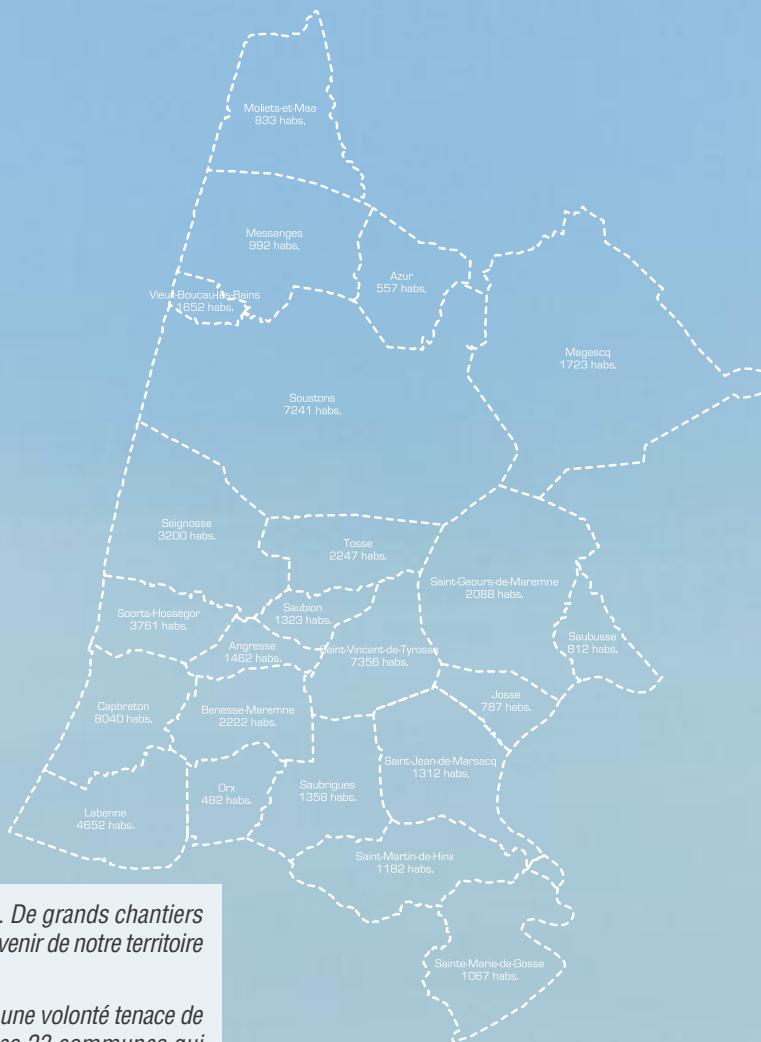 Moliets-et-Maa
833 habs.
Messanges
992 habs.
Azur
557 habs.
Vieux-Boucau-les-Bains
1652 habs.
Magescq
1723 habs.
Soustons
7241 habs.
Seignosse
3200 habs.
Tosse
2247 habs.
Saint-Geours-de-Maremne
2088 habs.
Soorts-Hossegor
3761 habs.
Saubion
1323 habs.
Saubusse
812 habs.
Angresse
1462 habs.
Saint-Vincent-de-Tyrosse
7356 habs.
Josse
787 habs.
Capbreton
8040 habs.
Benesse-Maremne
2222 habs.
Saint-Jean-de-Marsacq
1312 habs.
Orx
482 habs.
Saubrigues
1358 habs.
Labenne
4652 habs.
Saint-Martin-de-Hinx
1182 habs.
. De grands chantiers
venir de notre territoire
Sainte-Marie-de-Gosse
1067 habs.
une volonté tenace de
23 communes qui